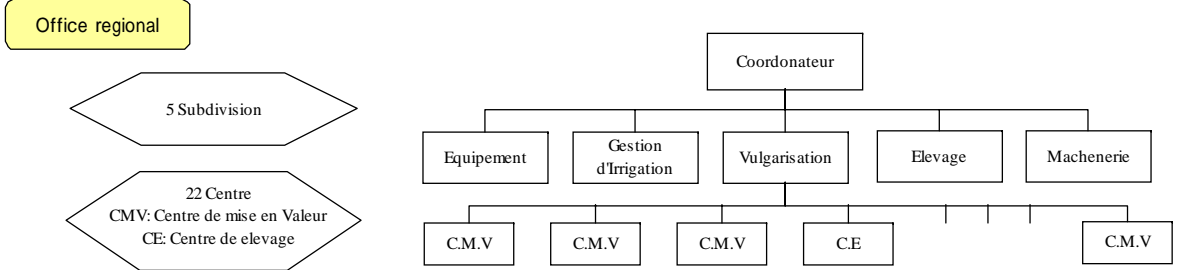 Office regional
Coordonateur
5 Subdivision
Equipement
Gestion
d'Irrigation
Vulgarisation
Elevage
Machenerie
22 Centre
CMV: Centre de mise en Valeur
CE: Centre de elevage
C.M.V
C.M.V
C.M.V
C.E
C.M.V